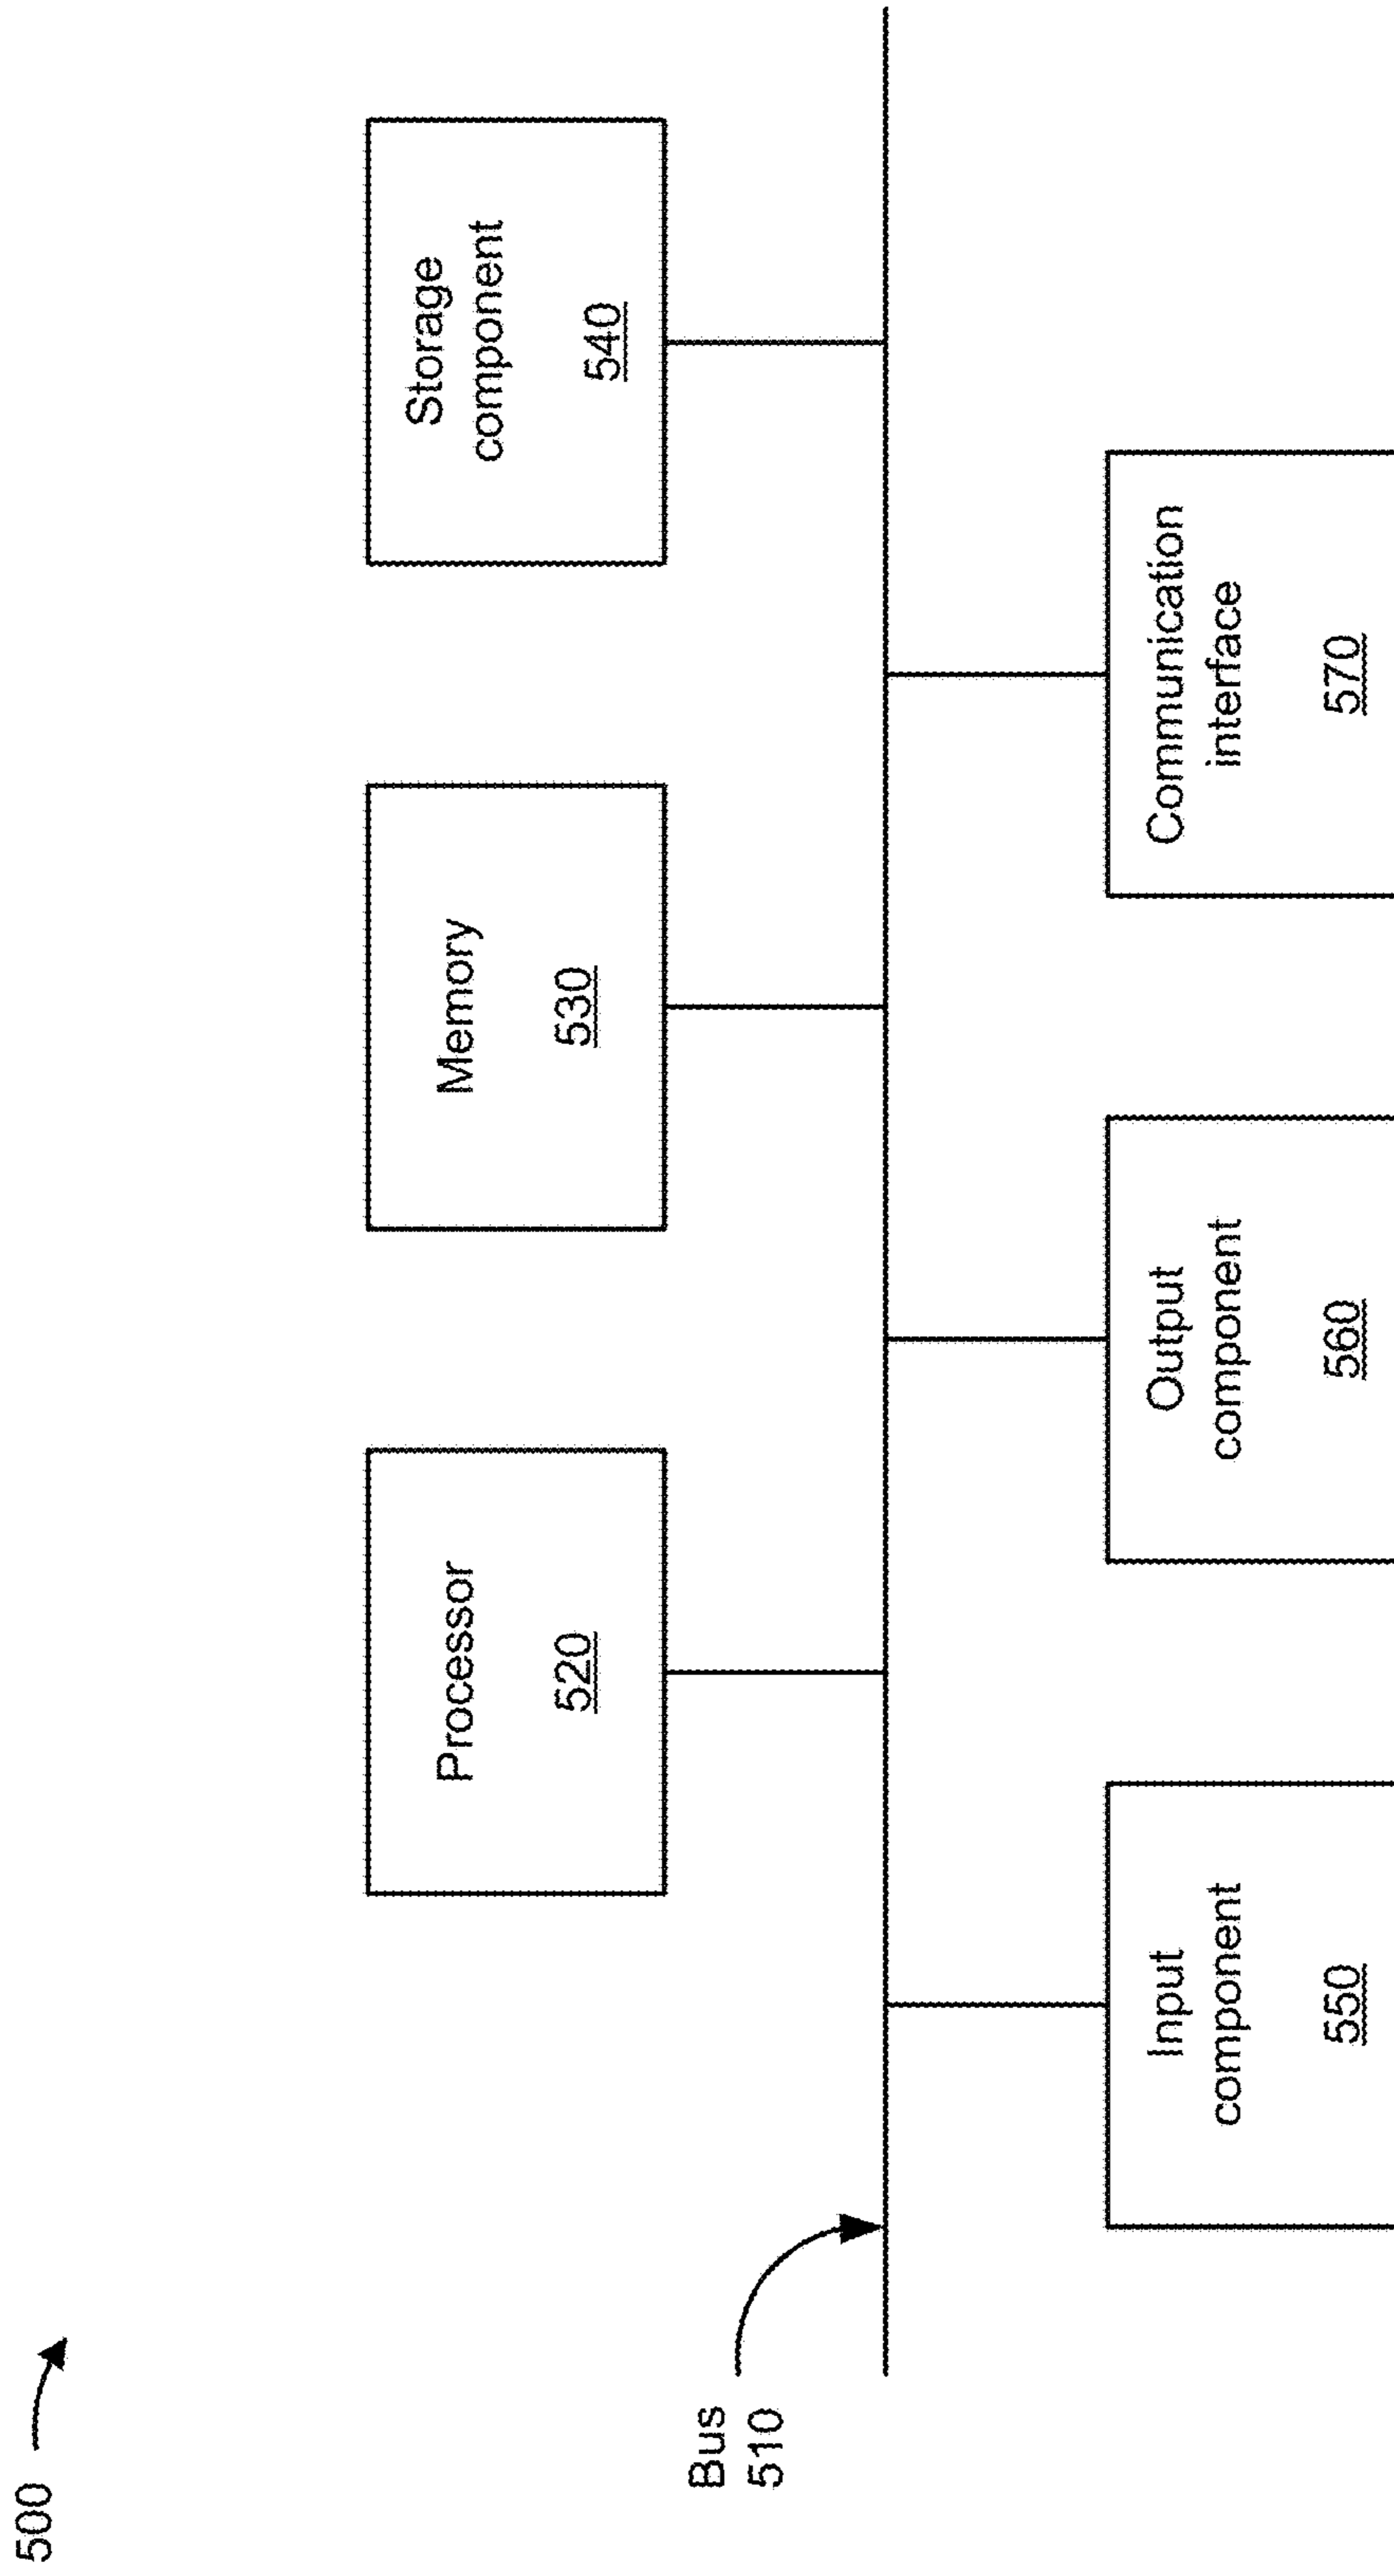 500
Processor
520
Memory
530
Storage
component
540
Bus
510
Input
component
550
Output
component
560
Communication
interface
570